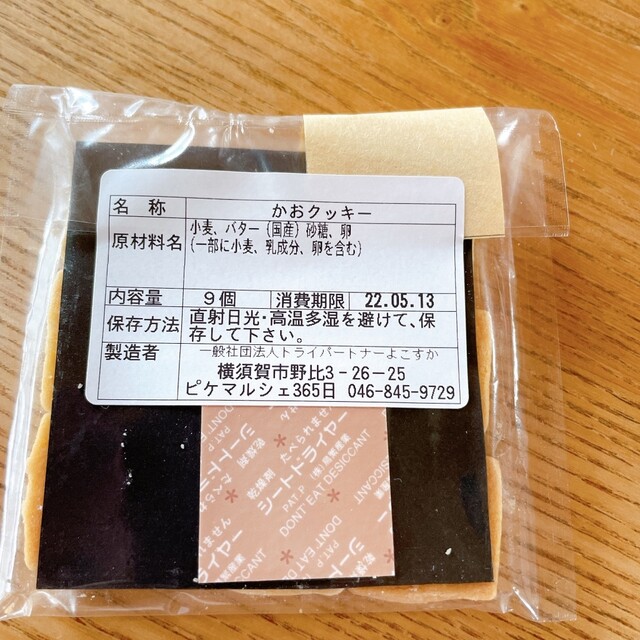 名 称 かおクッキー
原材料名 小麦、バター(国産)砂糖、卵
(一部に小麦、乳成分、卵を含む)
内容量 9個 消費期限 22.05.13
保存方法 直射日光・高温多湿を避けて、保
存して下さい。
製造者 一般社団法人トライパートナーよこすか
横須賀市野比3-26-25
ピケマルシェ365日 046-845-9729
乾燥剤 たべられません
シートドライヤー
PAT.P
DON'T EAT DESICCANT